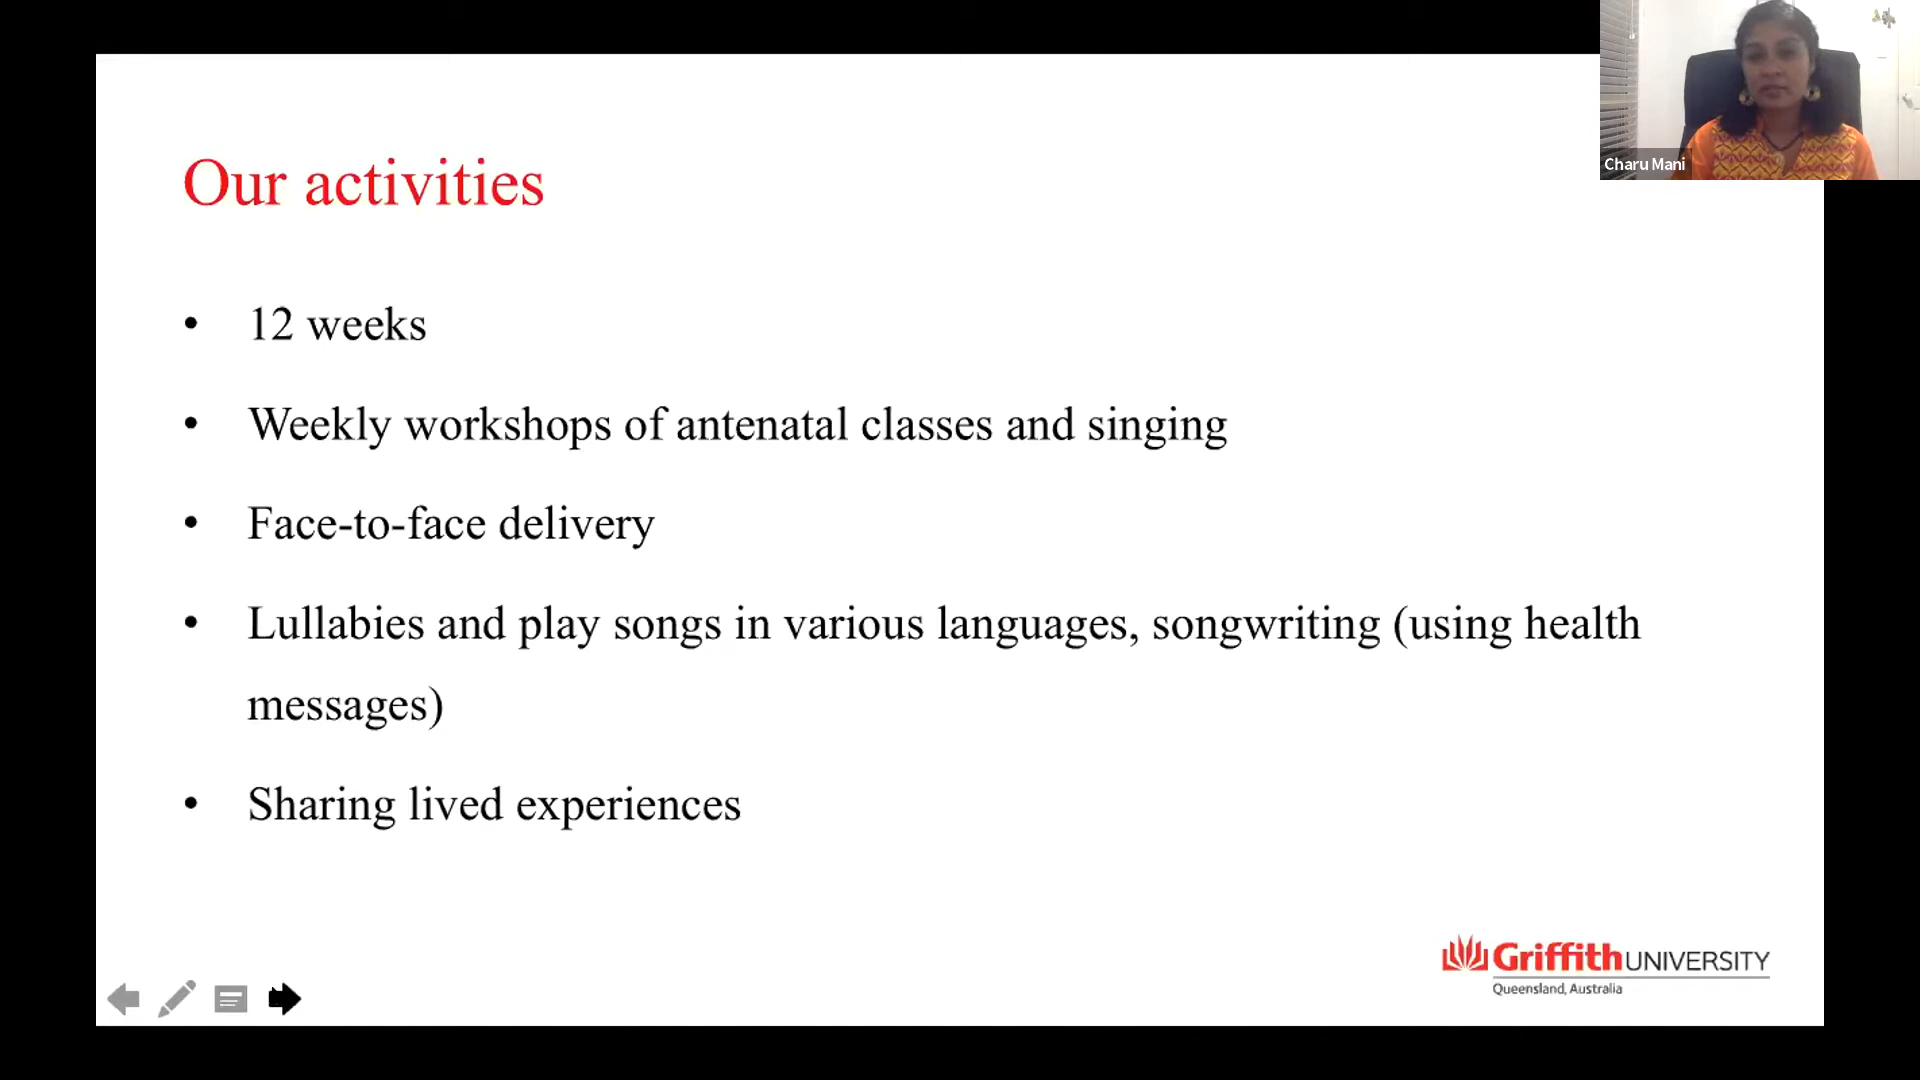 Our activities
• 12 weeks
• Weekly workshops of antenatal classes and singing
• Face-to-face delivery
• Lullabies and play songs in various languages, songwriting (using health
messages)
• Sharing lived experiences
Charu Mani
Griffith UNIVERSITY
Queensland, Australia